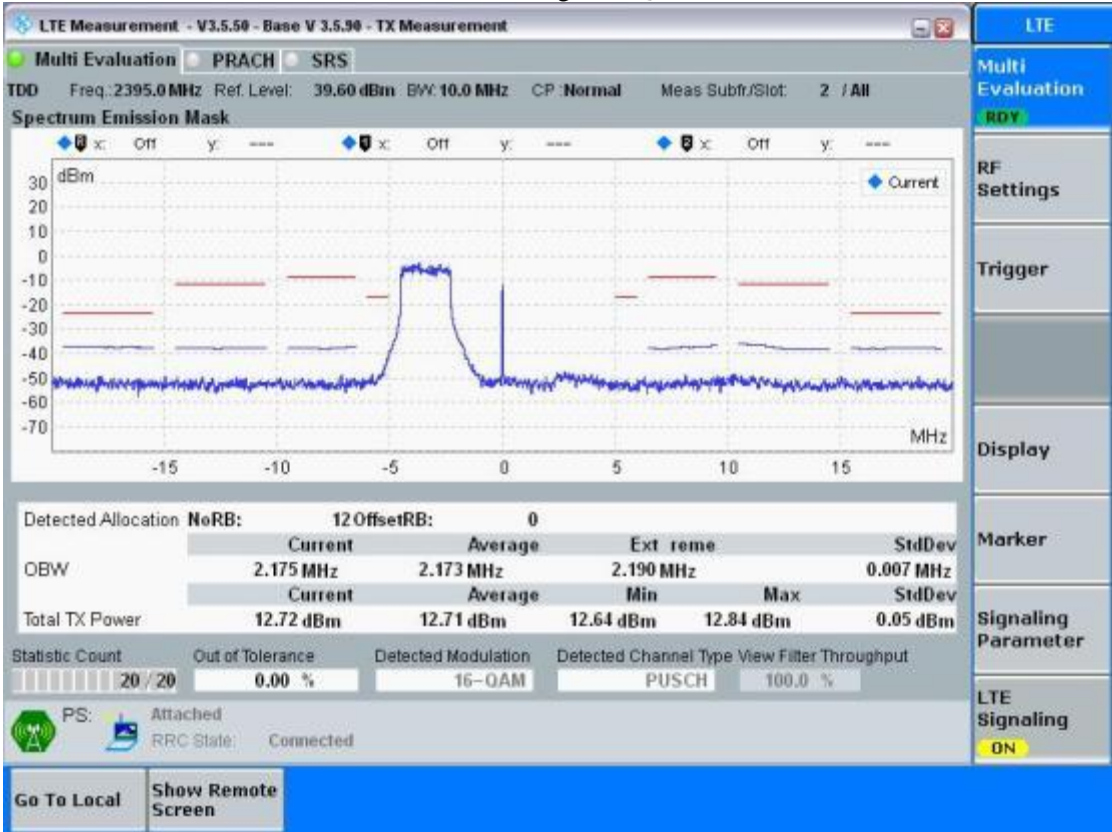 LTE Measurement - V3.5.50 - Base V 3.5.90 - TX Measurement
LTE
Multi Evaluation PRACH SRS
Multi
Evaluation
RDY
TDD Freq.:2395.0 MHz Ref. Level: 39.60 dBm BW: 10.0 MHz CP :Normal Meas Subfr./Slot: 2 / All
Spectrum Emission Mask
x: Off y: --- x: Off y: --- x: Off y: ---
dBm
Current
30
20
10
0
-10
-20
-30
-40
-50
-60
-70
MHz
-15 -10 -5 0 5 10 15
RF
Settings
Trigger
Display
Marker
Signaling
Parameter
LTE
Signaling
ON
Detected Allocation NoRB: 12 OffsetRB: 0
Current Average Ext reme StdDev
OBW 2.175 MHz 2.173 MHz 2.190 MHz 0.007 MHz
Current Average Min Max StdDev
Total TX Power 12.72 dBm 12.71 dBm 12.64 dBm 12.84 dBm 0.05 dBm
Statistic Count Out of Tolerance Detected Modulation Detected Channel Type View Filter Throughput
20 / 20 0.00 % 16-QAM PUSCH 100.0 %
PS: Attached
RRC State: Connected
Go To Local
Show Remote
Screen